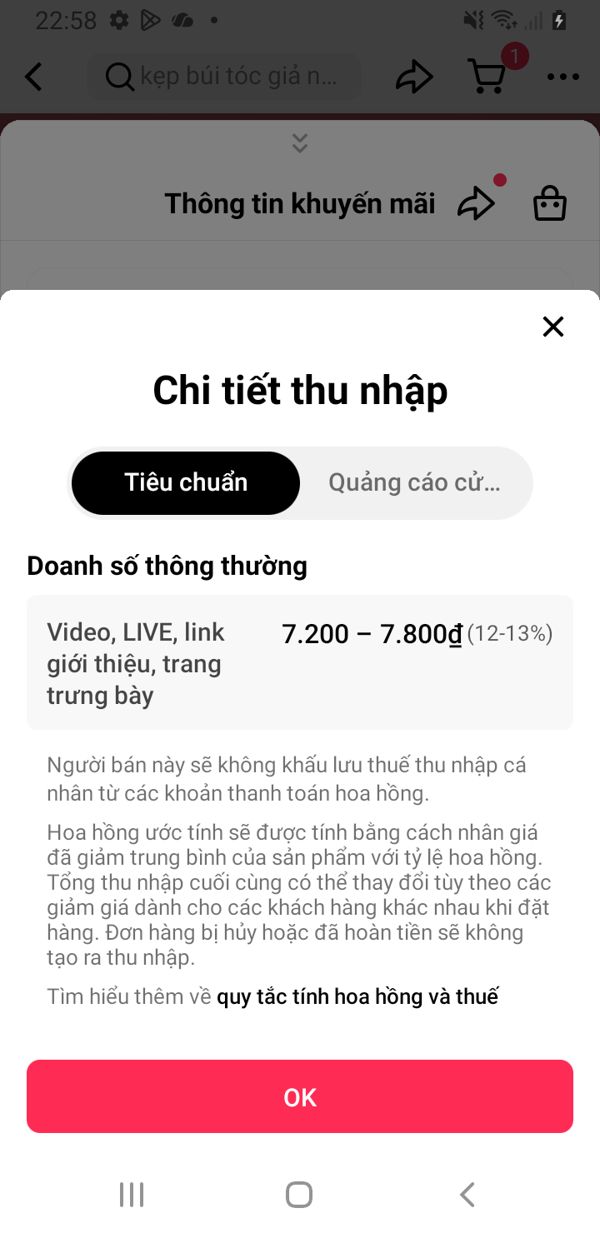 22:58
kẹp búi tóc giả n...
1
Thông tin khuyến mãi
Chi tiết thu nhập
Tiêu chuẩn
Quảng cáo cử...
Doanh số thông thường
Video, LIVE, link
giới thiệu, trang
trưng bày
7.200 – 7.800₫ (12-13%)
Người bán này sẽ không khấu lưu thuế thu nhập cá
nhân từ các khoản thanh toán hoa hồng.
Hoa hồng ước tính sẽ được tính bằng cách nhân giá
đã giảm trung bình của sản phẩm với tỷ lệ hoa hồng.
Tổng thu nhập cuối cùng có thể thay đổi tùy theo các
giảm giá dành cho các khách hàng khác nhau khi đặt
hàng. Đơn hàng bị hủy hoặc đã hoàn tiền sẽ không
tạo ra thu nhập.
Tìm hiểu thêm về quy tắc tính hoa hồng và thuế
OK